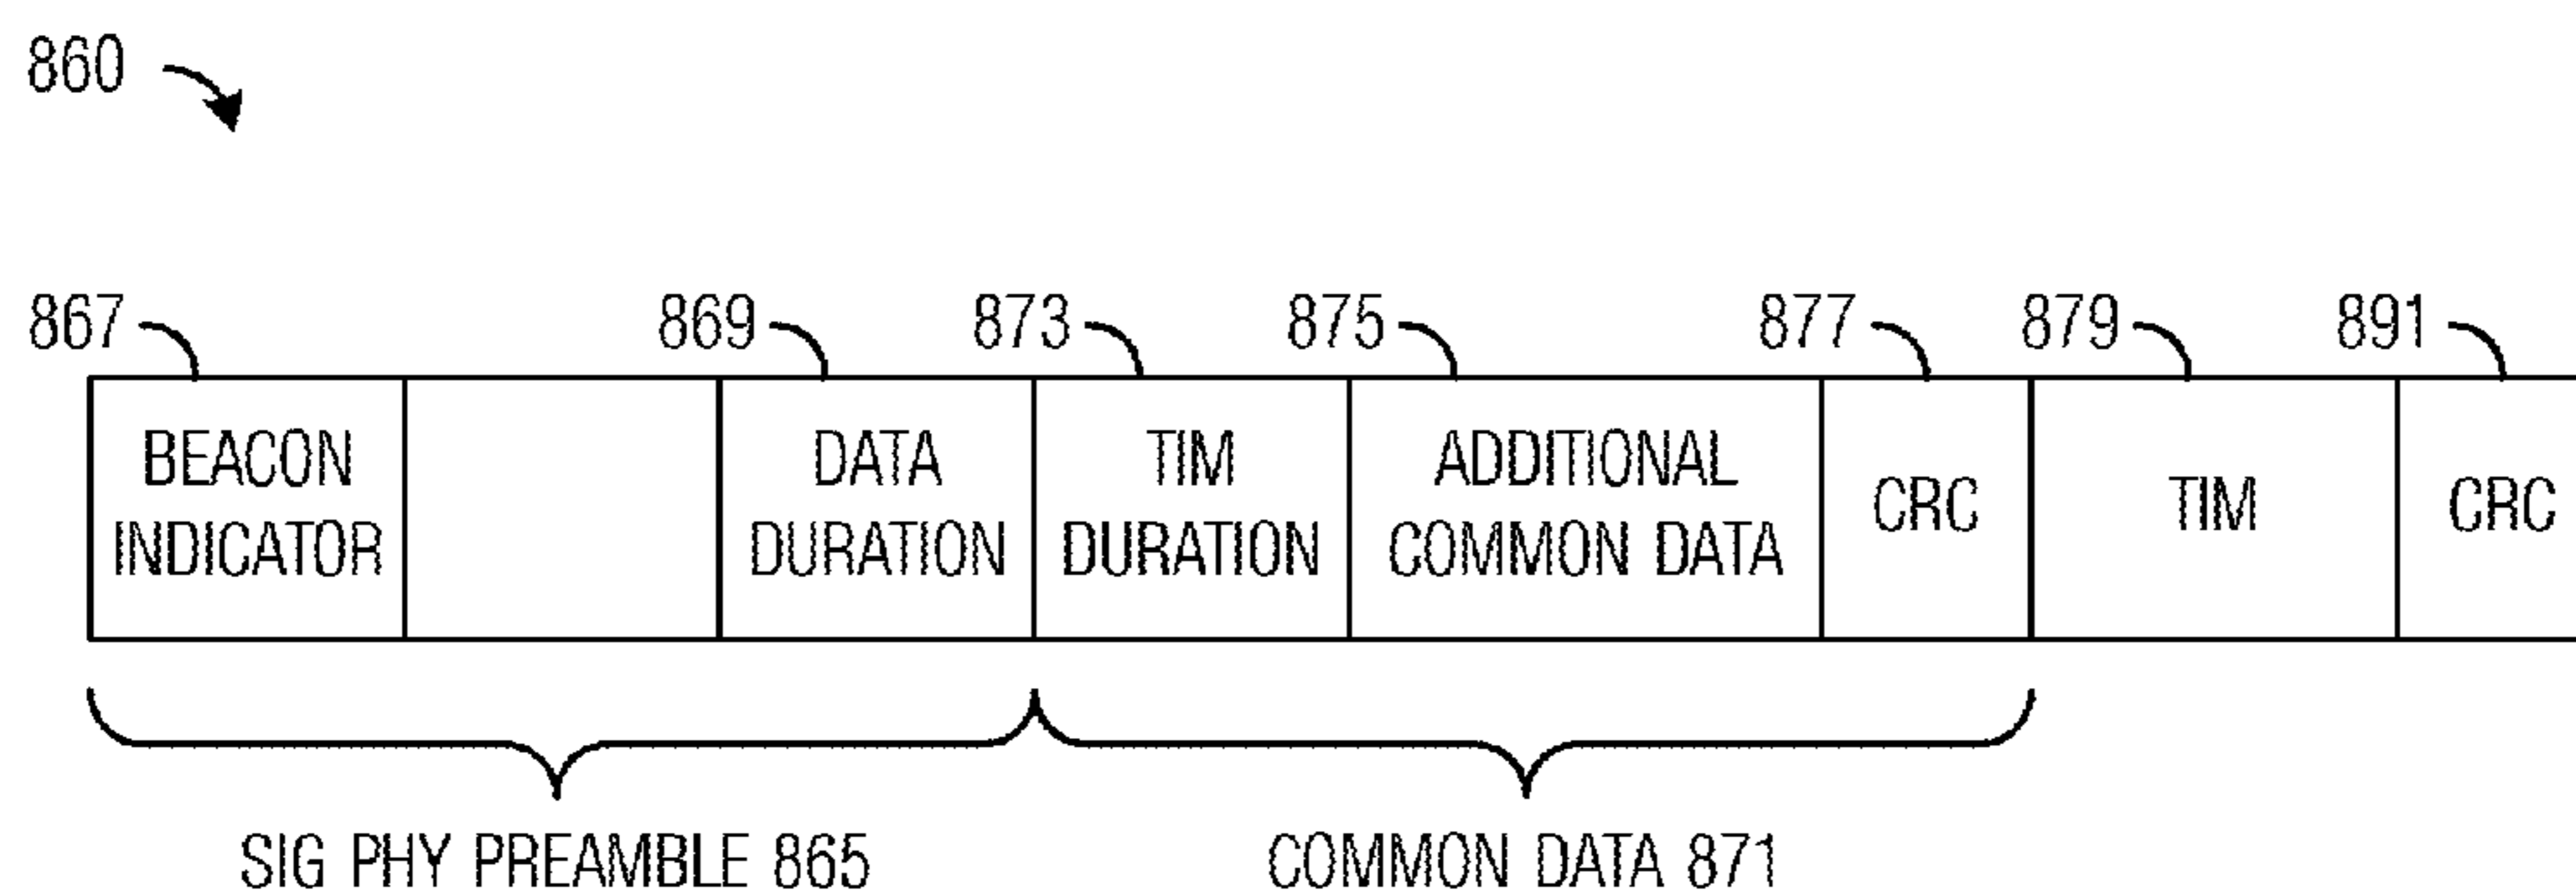 860
867 869 873 875 877 879 891
BEACON DATA TIM ADDITIONAL
CRC TIM CRC
INDICATOR DURATION DURATION COMMON DATA
SIG PHY PREAMBLE 865 COMMON DATA 871